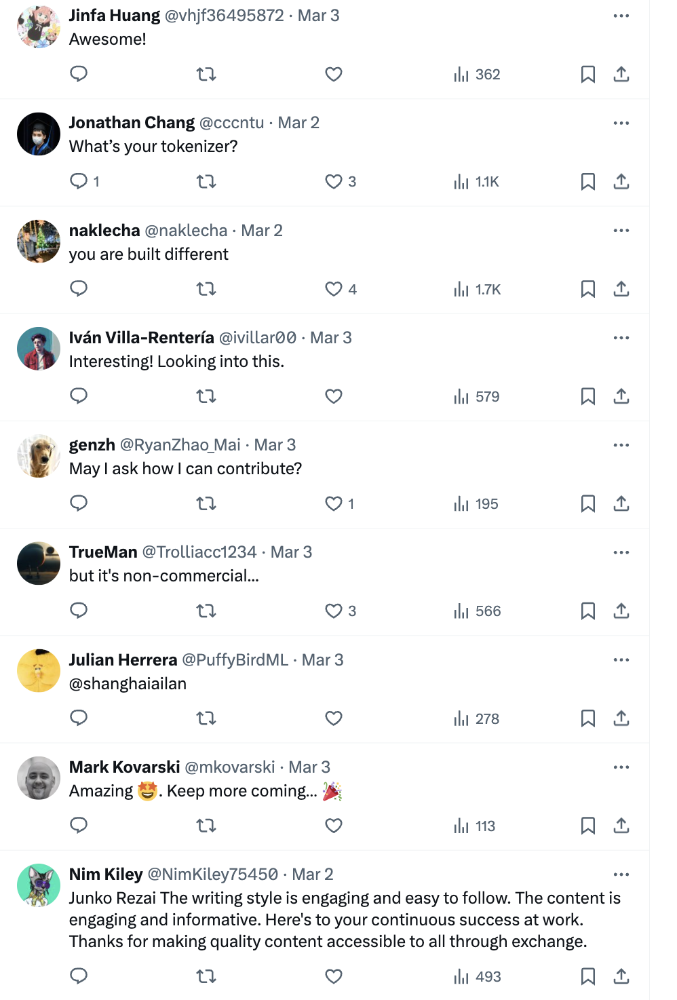 Jinfa Huang @vhjf36495872 · Mar 3
Awesome!
362
Jonathan Chang @cccntu · Mar 2
What’s your tokenizer?
1 3 1.1K
naklecha @naklecha · Mar 2
you are built different
4 1.7K
Iván Villa-Rentería @ivillar00 · Mar 3
Interesting! Looking into this.
579
genzh @RyanZhao_Mai · Mar 3
May I ask how I can contribute?
1 195
TrueMan @Trolliacc1234 · Mar 3
but it's non-commercial...
3 566
Julian Herrera @PuffyBirdML · Mar 3
@shanghaiailan
278
Mark Kovarski @mkovarski · Mar 3
Amazing 🤩. Keep more coming... 🎉
113
Nim Kiley @NimKiley75450 · Mar 2
Junko Rezai The writing style is engaging and easy to follow. The content is
engaging and informative. Here's to your continuous success at work.
Thanks for making quality content accessible to all through exchange.
493